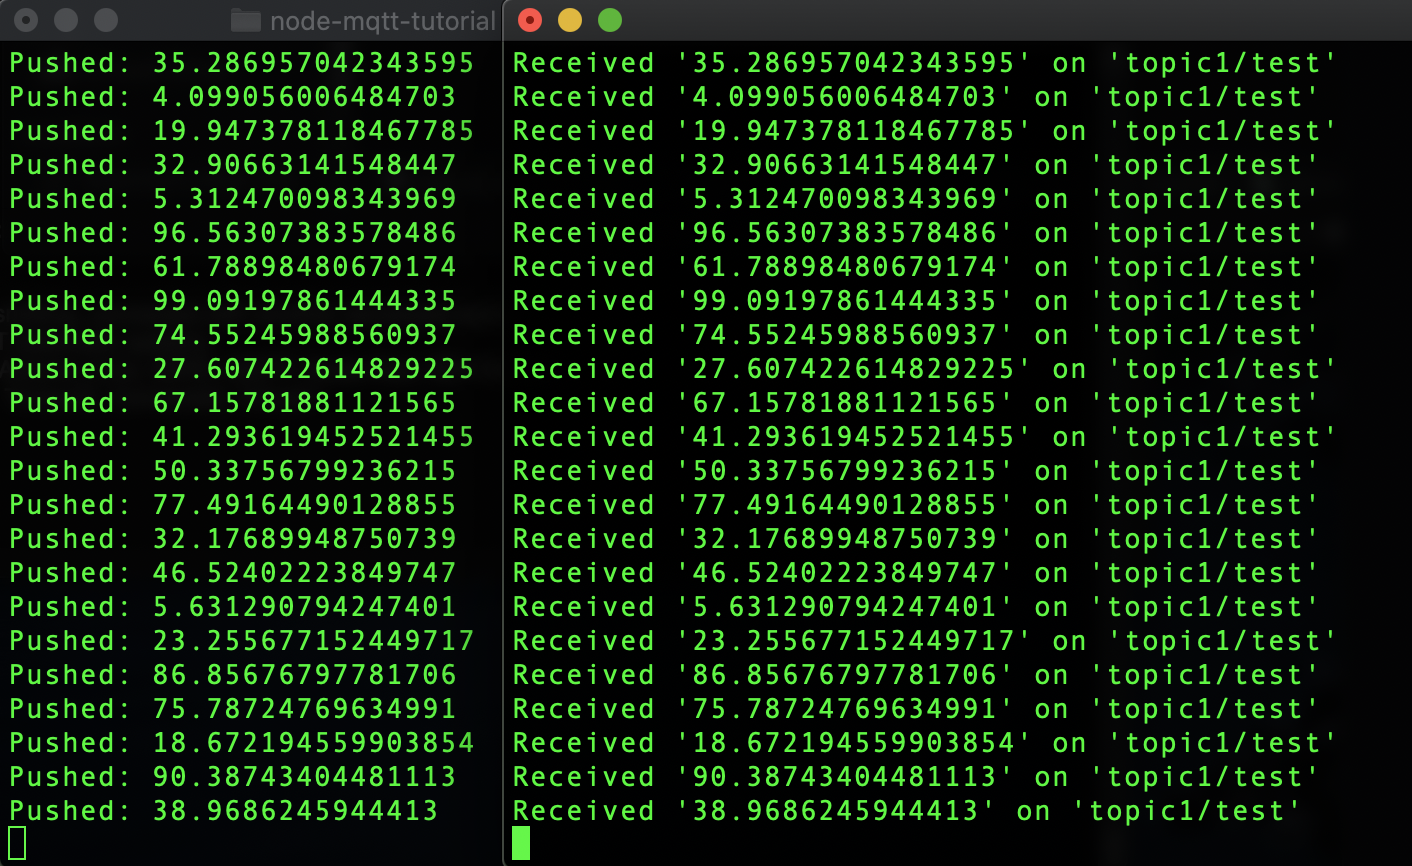 node-mqtt-tutorial
Pushed: 35.286957042343595
Pushed: 4.099056006484703
Pushed: 19.947378118467785
Pushed: 32.90663141548447
Pushed: 5.312470098343969
Pushed: 96.56307383578486
Pushed: 61.78898480679174
Pushed: 99.09197861444335
Pushed: 74.55245988560937
Pushed: 27.607422614829225
Pushed: 67.15781881121565
Pushed: 41.293619452521455
Pushed: 50.33756799236215
Pushed: 77.49164490128855
Pushed: 32.17689948750739
Pushed: 46.52402223849747
Pushed: 5.631290794247401
Pushed: 23.255677152449717
Pushed: 86.85676797781706
Pushed: 75.78724769634991
Pushed: 18.672194559903854
Pushed: 90.38743404481113
Pushed: 38.9686245944413
Received '35.286957042343595' on 'topic1/test'
Received '4.099056006484703' on 'topic1/test'
Received '19.947378118467785' on 'topic1/test'
Received '32.90663141548447' on 'topic1/test'
Received '5.312470098343969' on 'topic1/test'
Received '96.56307383578486' on 'topic1/test'
Received '61.78898480679174' on 'topic1/test'
Received '99.09197861444335' on 'topic1/test'
Received '74.55245988560937' on 'topic1/test'
Received '27.607422614829225' on 'topic1/test'
Received '67.15781881121565' on 'topic1/test'
Received '41.293619452521455' on 'topic1/test'
Received '50.33756799236215' on 'topic1/test'
Received '77.49164490128855' on 'topic1/test'
Received '32.17689948750739' on 'topic1/test'
Received '46.52402223849747' on 'topic1/test'
Received '5.631290794247401' on 'topic1/test'
Received '23.255677152449717' on 'topic1/test'
Received '86.85676797781706' on 'topic1/test'
Received '75.78724769634991' on 'topic1/test'
Received '18.672194559903854' on 'topic1/test'
Received '90.38743404481113' on 'topic1/test'
Received '38.9686245944413' on 'topic1/test'